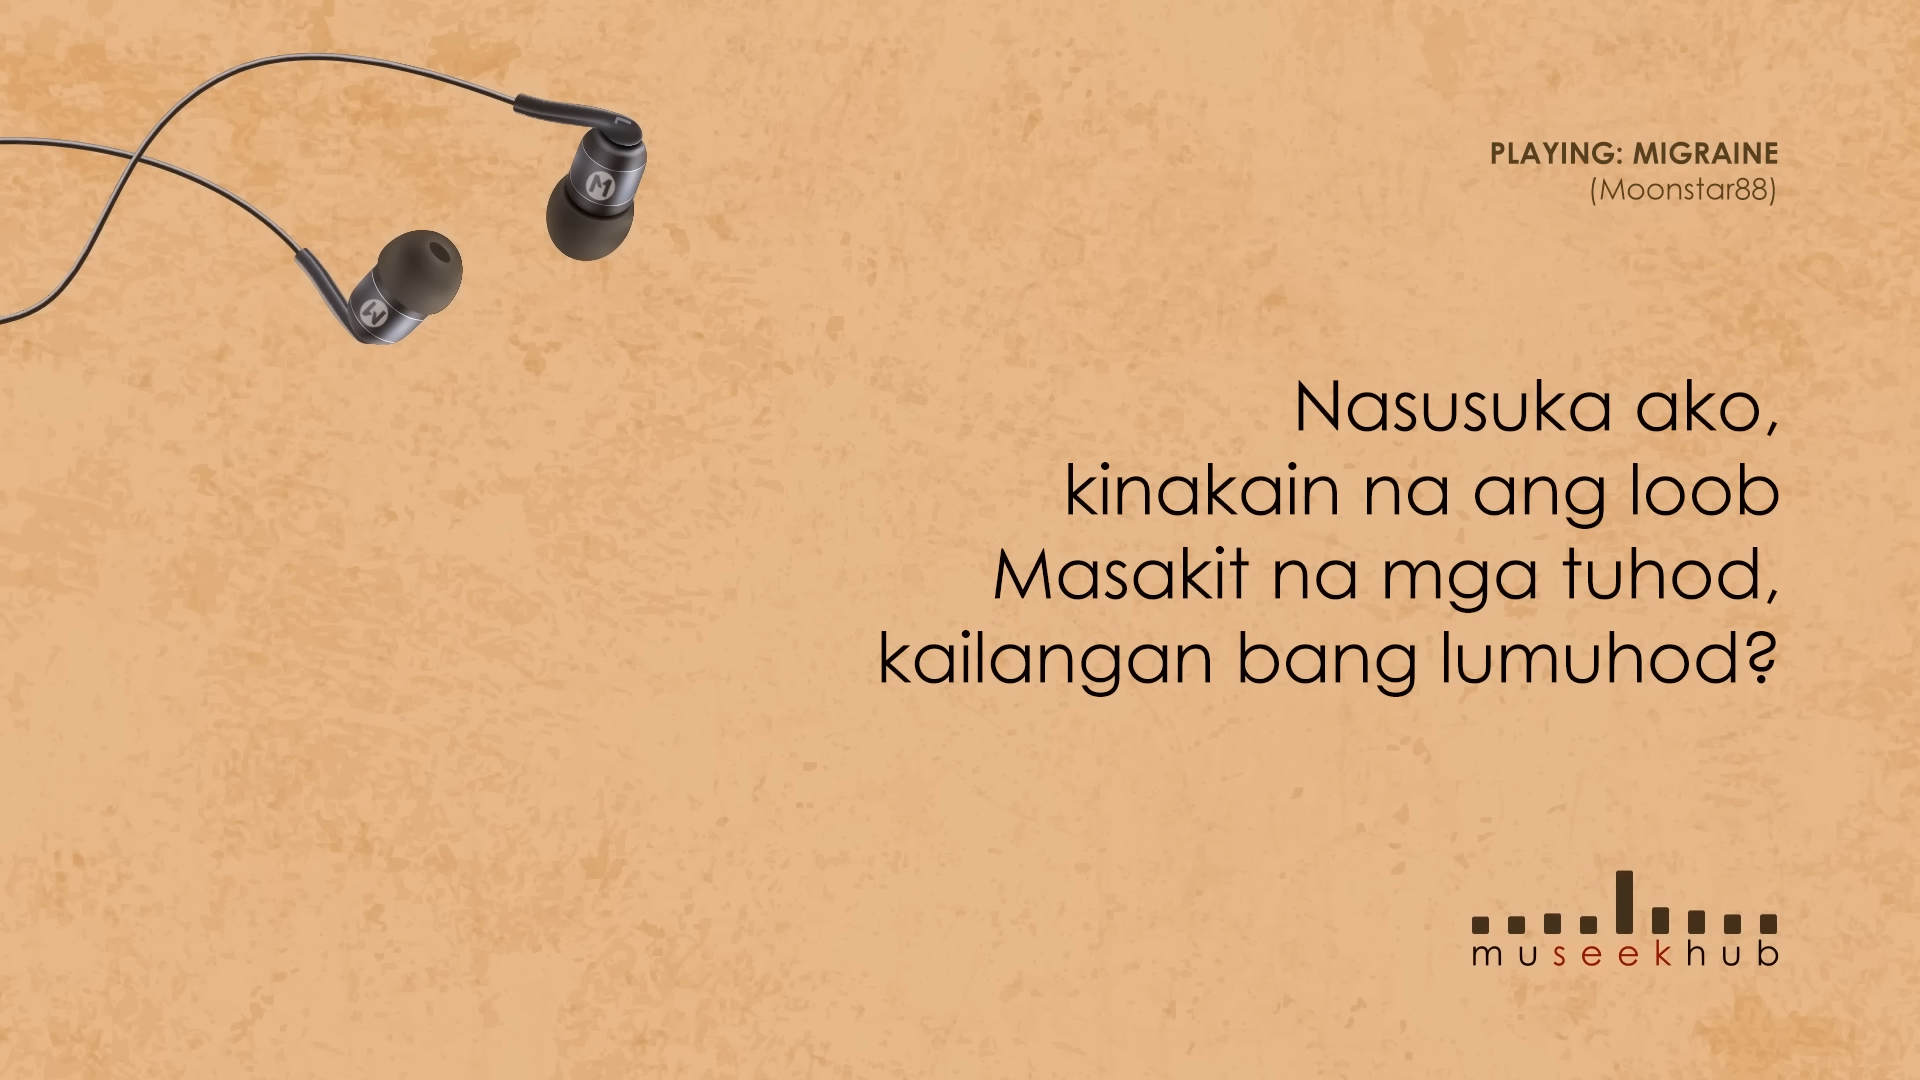 PLAYING: MIGRAINE
(Moonstar88)
Nasusuka ako,
kinakain na ang loob
Masakit na mga tuhod,
kailangan bang lumuhod?
museekhub
M
M